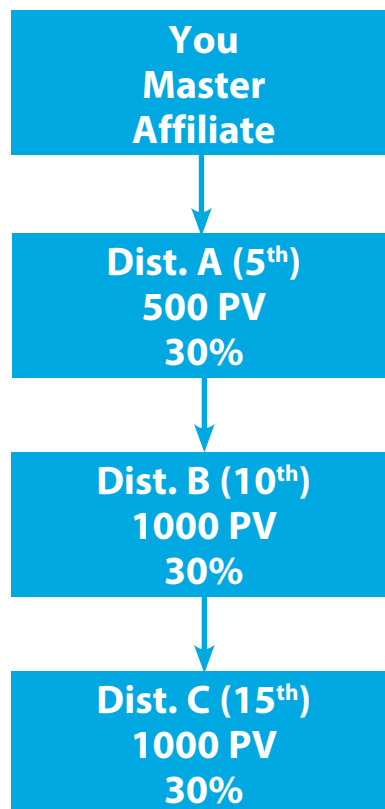 You
Master
Affiliate
Dist. A (5th)
500 PV
30%
Dist. B (10th)
1000 PV
30%
Dist. C (15th)
1000 PV
30%